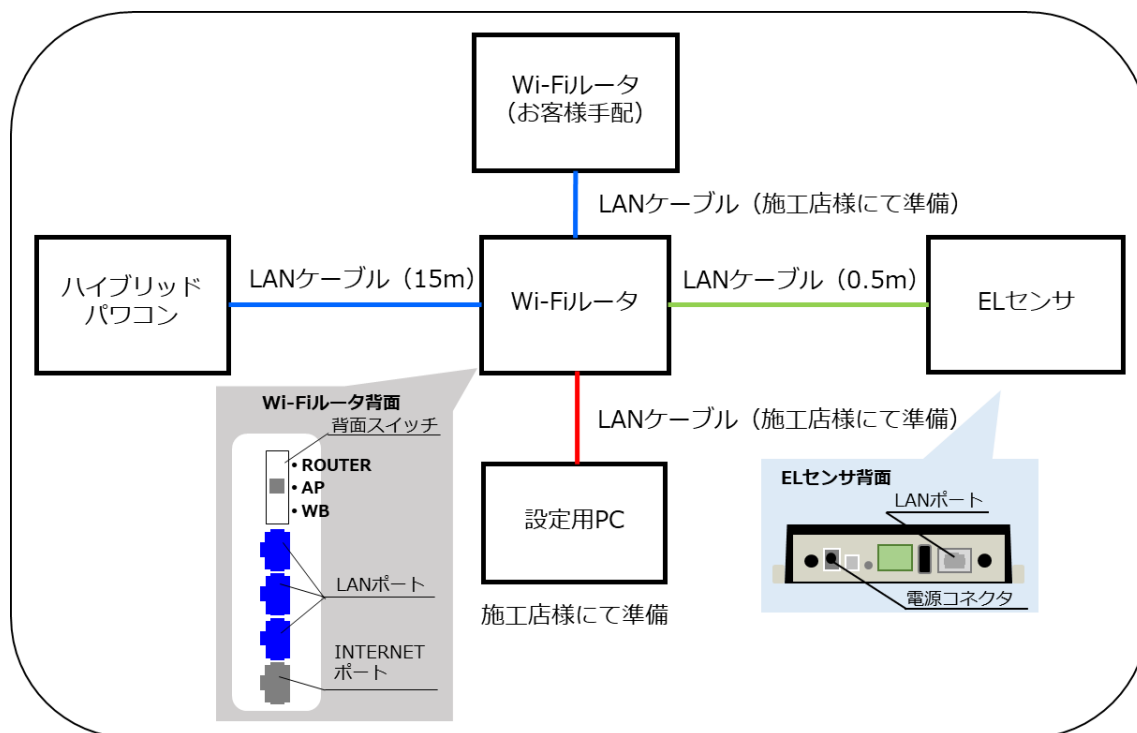 Wi-Fiルータ
（お客様手配）
LANケーブル（施工店様にて準備）
ハイブリッド
パワコン
LANケーブル（15m）
Wi-Fiルータ
LANケーブル（0.5m）
ELセンサ
Wi-Fiルータ背面
背面スイッチ
• ROUTER
• AP
• WB
LANポート
INTERNET
ポート
LANケーブル（施工店様にて準備）
設定用PC
施工店様にて準備
ELセンサ背面
LANポート
電源コネクタ